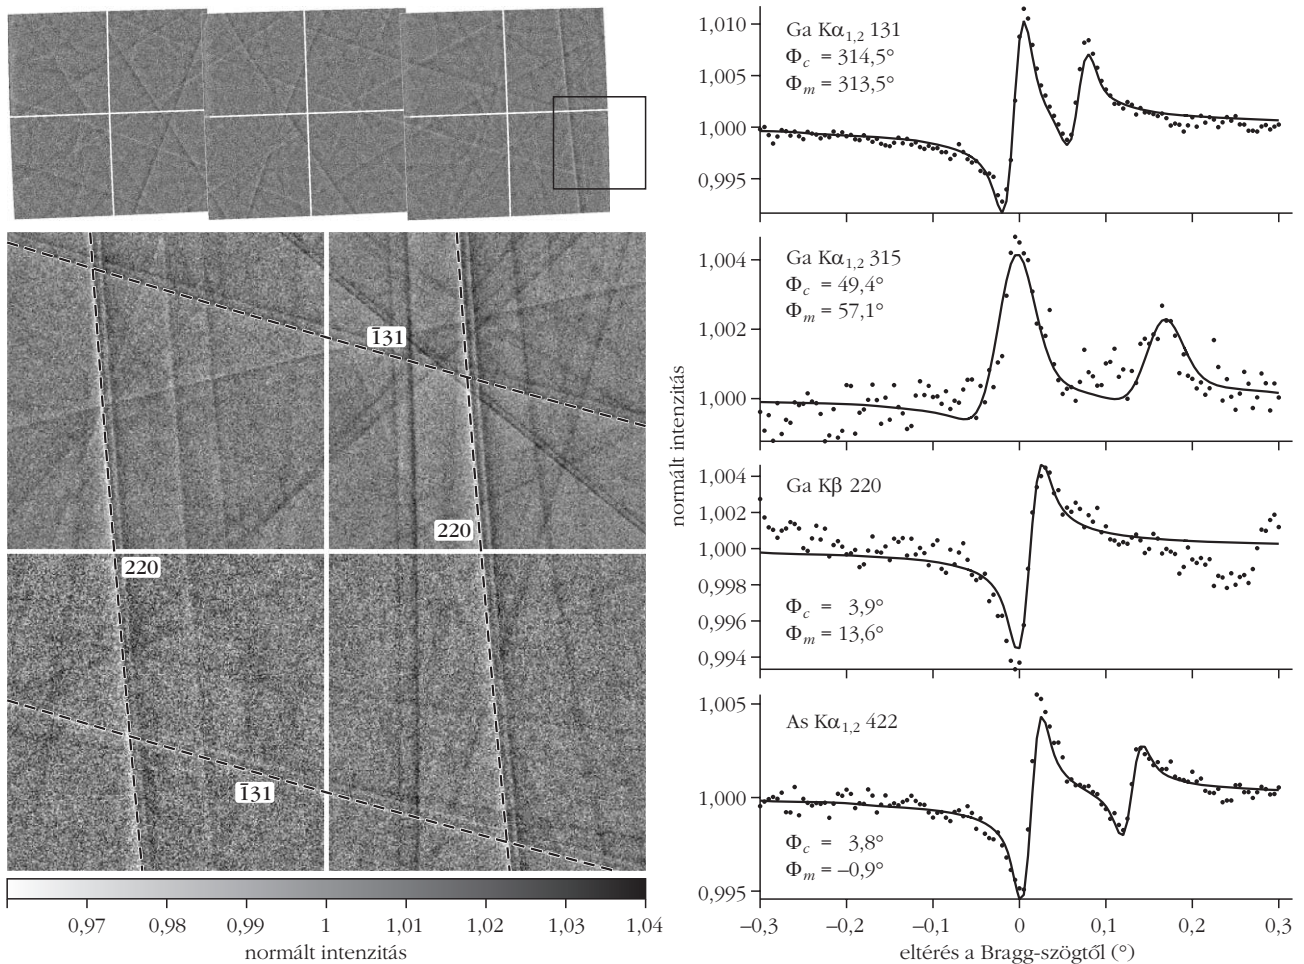 1̅31
220
220
1̅31
0,97 0,98 0,99 1 1,01 1,02 1,03 1,04
normált intenzitás
normált intenzitás
1,010
1,005
1,000
0,995
Ga Kα1,2 131
Φc = 314,5°
Φm = 313,5°
1,004
1,002
1,000
Ga Kα1,2 315
Φc = 49,4°
Φm = 57,1°
1,004
1,002
1,000
0,998
0,996
0,994
Ga Kβ 220
Φc = 3,9°
Φm = 13,6°
1,005
1,000
0,995
As Kα1,2 422
Φc = 3,8°
Φm = –0,9°
–0,3 –0,2 –0,1 0 0,1 0,2 0,3
eltérés a Bragg-szögtől (°)